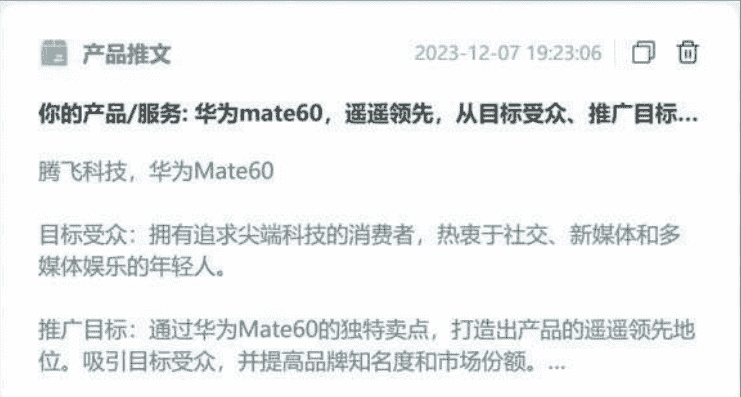 产品推文
2023-12-07 19:23:06
你的产品/服务: 华为mate60，遥遥领先，从目标受众、推广目标...
腾飞科技，华为Mate60
目标受众：拥有追求尖端科技的消费者，热衷于社交、新媒体和多
媒体娱乐的年轻人。
推广目标：通过华为Mate60的独特卖点，打造出产品的遥遥领先地
位。吸引目标受众，并提高品牌知名度和市场份额。...